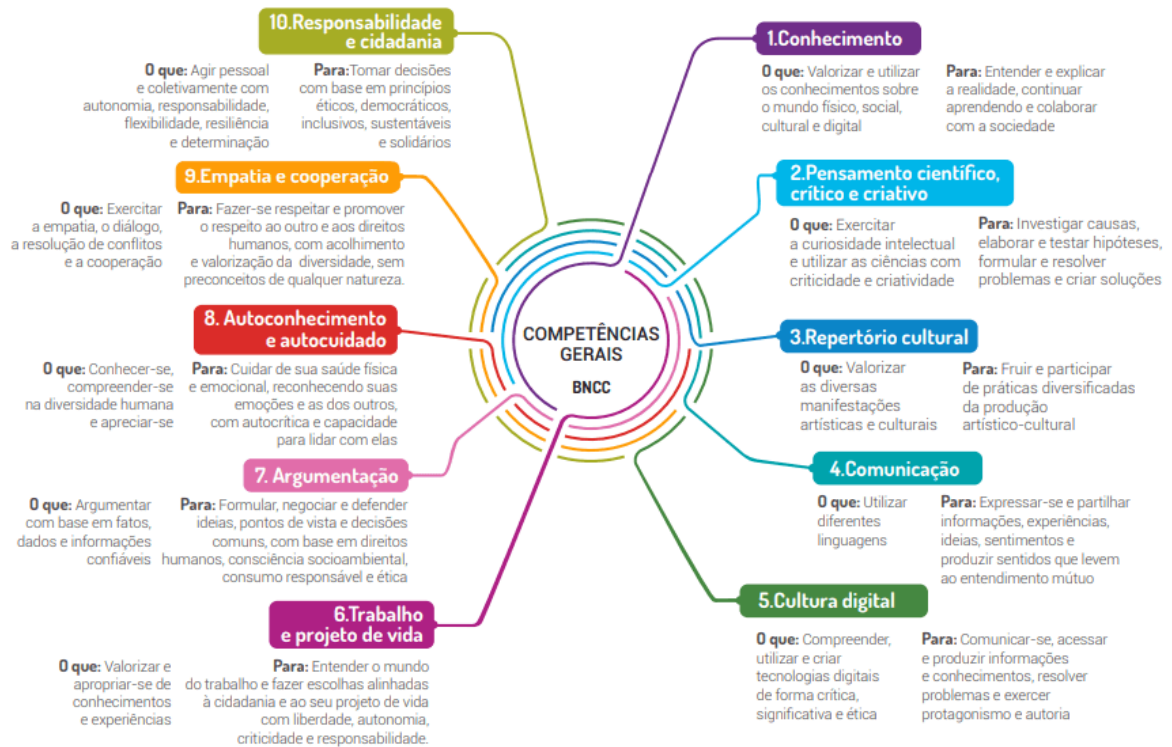 10.Responsabilidade
e cidadania
O que: Agir pessoal
e coletivamente com
autonomia, responsabilidade,
flexibilidade, resiliência
e determinação
Para:Tomar decisões
com base em princípios
éticos, democráticos,
inclusivos, sustentáveis
e solidários
1.Conhecimento
O que: Valorizar e utilizar
os conhecimentos sobre
o mundo físico, social,
cultural e digital
Para: Entender e explicar
a realidade, continuar
aprendendo e colaborar
com a sociedade
9.Empatia e cooperação
O que: Exercitar
a empatia, o diálogo,
a resolução de conflitos
e a cooperação
Para: Fazer-se respeitar e promover
o respeito ao outro e aos direitos
humanos, com acolhimento
e valorização da diversidade, sem
preconceitos de qualquer natureza.
2.Pensamento científico,
crítico e criativo
O que: Exercitar
a curiosidade intelectual
e utilizar as ciências com
criticidade e criatividade
Para: Investigar causas,
elaborar e testar hipóteses,
formular e resolver
problemas e criar soluções
COMPETÊNCIAS
GERAIS
BNCC
8. Autoconhecimento
e autocuidado
O que: Conhecer-se,
compreender-se
na diversidade humana
e apreciar-se
Para: Cuidar de sua saúde física
e emocional, reconhecendo suas
emoções e as dos outros,
com autocrítica e capacidade
para lidar com elas
3.Repertório cultural
O que: Valorizar
as diversas
manifestações
artísticas e culturais
Para: Fruir e participar
de práticas diversificadas
da produção
artístico-cultural
7. Argumentação
O que: Argumentar
com base em fatos,
dados e informações
confiáveis
Para: Formular, negociar e defender
ideias, pontos de vista e decisões
comuns, com base em direitos
humanos, consciência socioambiental,
consumo responsável e ética
4.Comunicação
O que: Utilizar
diferentes
linguagens
Para: Expressar-se e partilhar
informações, experiências,
ideias, sentimentos e
produzir sentidos que levem
ao entendimento mútuo
6.Trabalho
e projeto de vida
O que: Valorizar e
apropriar-se de
conhecimentos
e experiências
Para: Entender o mundo
do trabalho e fazer escolhas alinhadas
à cidadania e ao seu projeto de vida
com liberdade, autonomia,
criticidade e responsabilidade.
5.Cultura digital
O que: Compreender,
utilizar e criar
tecnologias digitais
de forma crítica,
significativa e ética
Para: Comunicar-se, acessar
e produzir informações
e conhecimentos, resolver
problemas e exercer
protagonismo e autoria